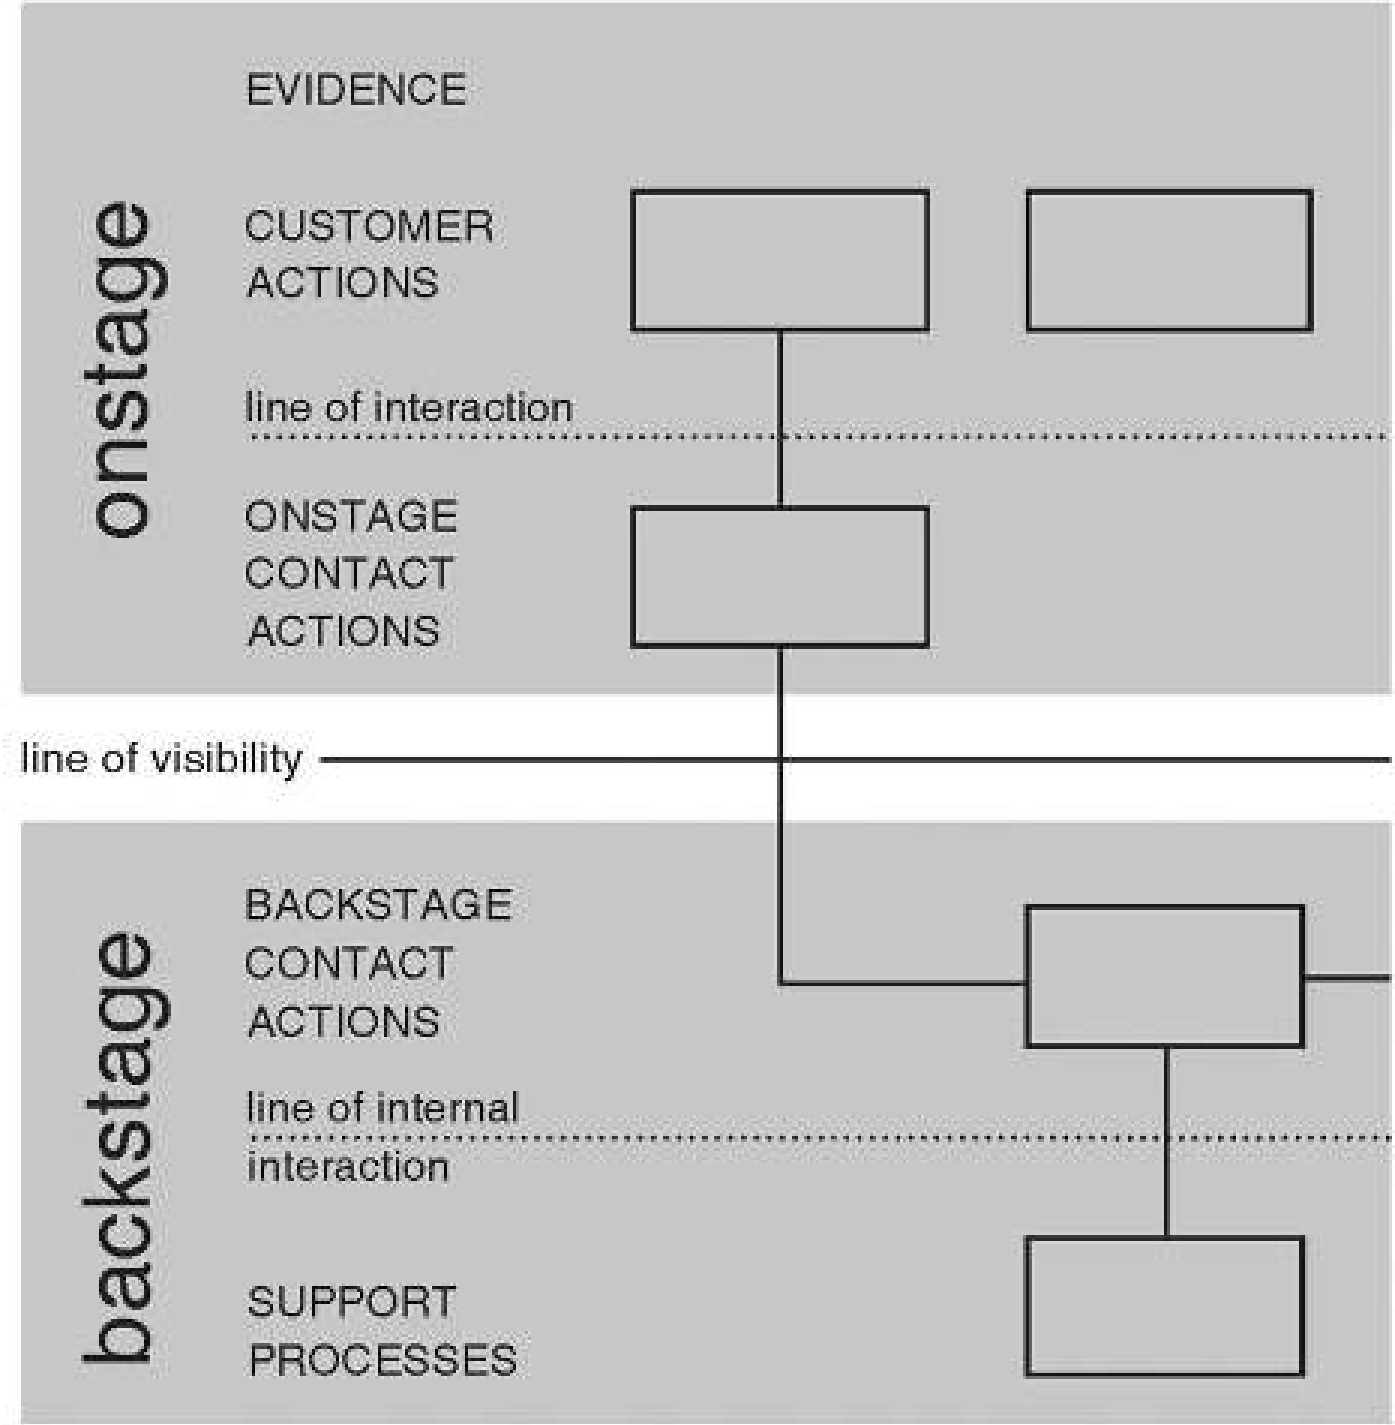 onstage
EVIDENCE
CUSTOMER
ACTIONS
line of interaction
ONSTAGE
CONTACT
ACTIONS
line of visibility
backstage
BACKSTAGE
CONTACT
ACTIONS
line of internal
interaction
SUPPORT
PROCESSES